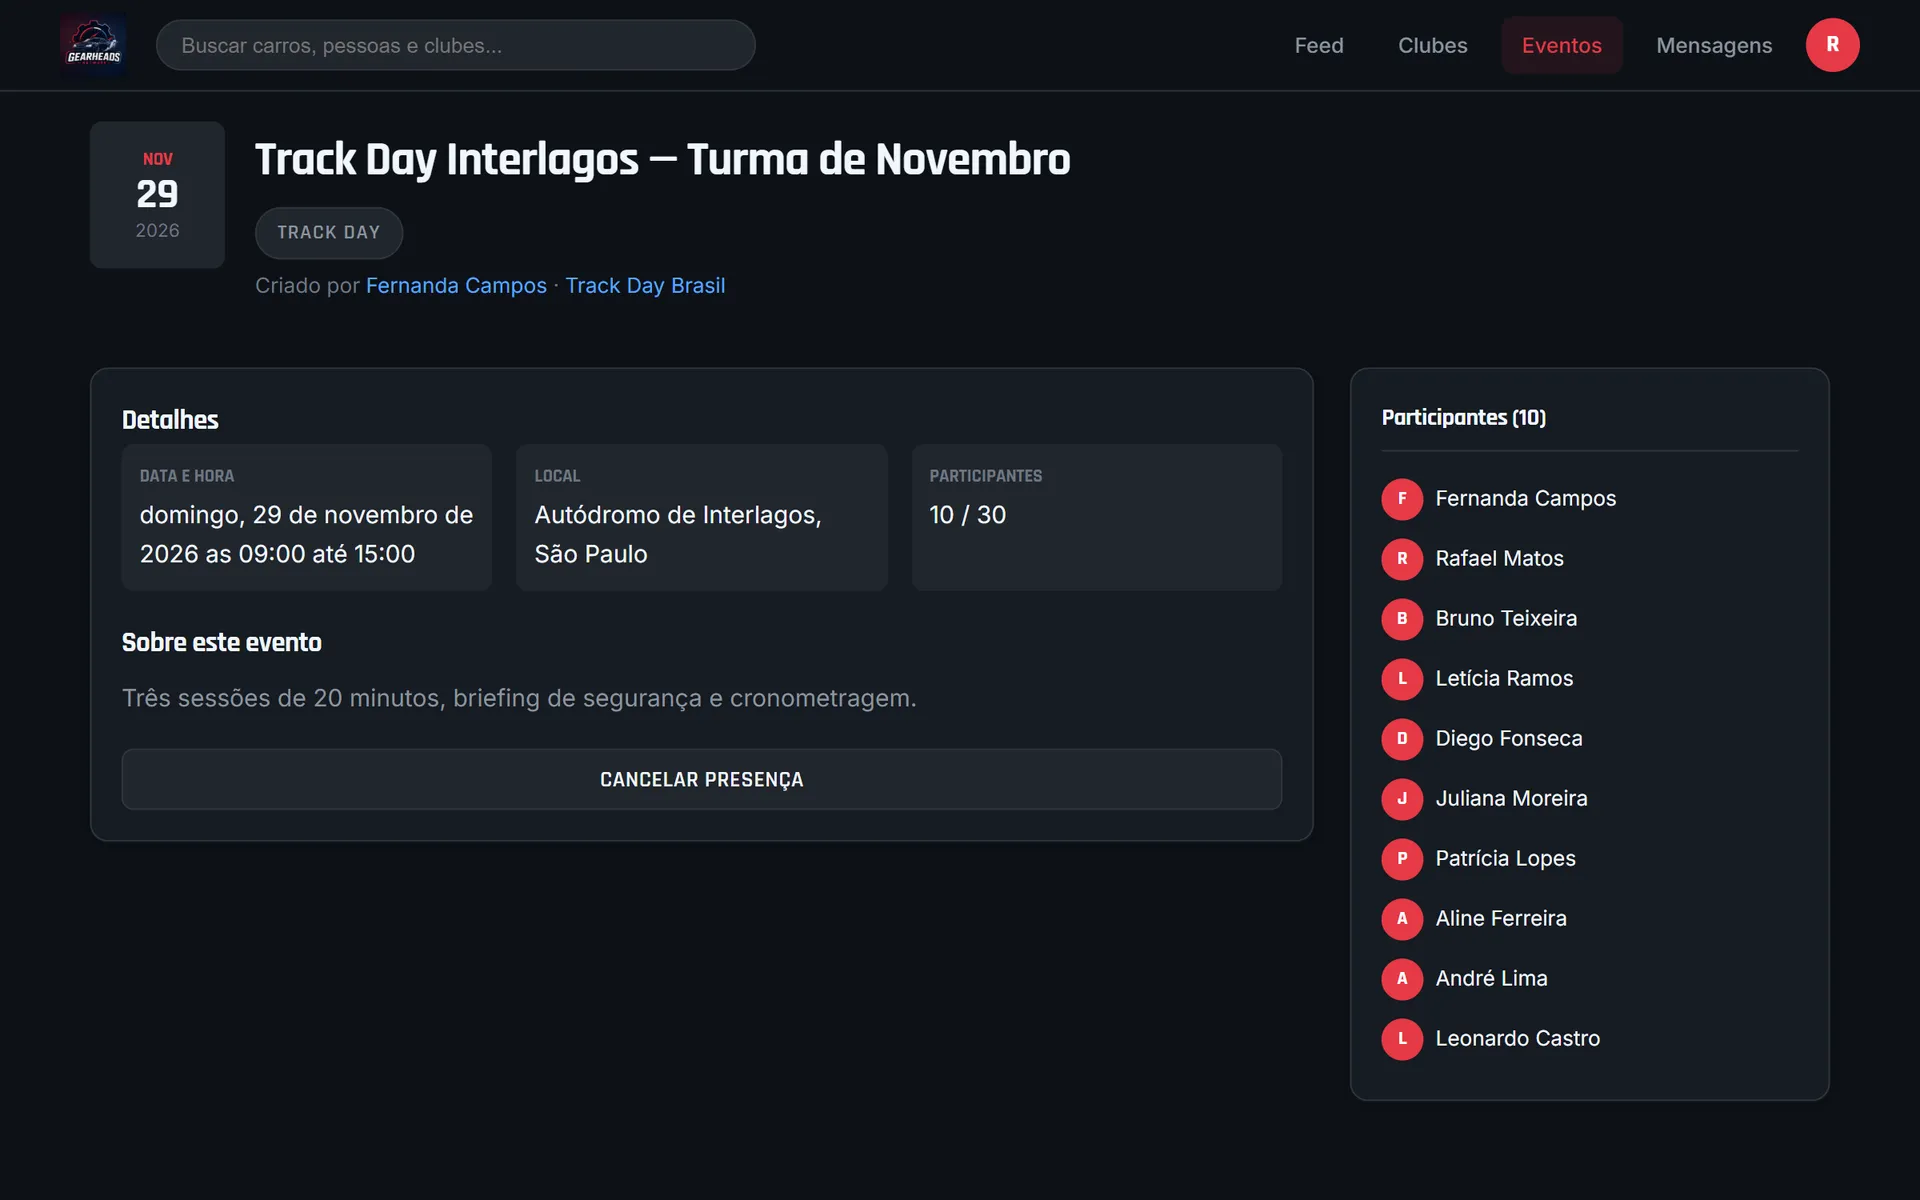 GEARHEADS
Buscar carros, pessoas e clubes...
Feed
Clubes
Eventos
Mensagens
R
NOV
29
2026
Track Day Interlagos — Turma de Novembro
TRACK DAY
Criado por Fernanda Campos · Track Day Brasil
Detalhes
DATA E HORA
domingo, 29 de novembro de
2026 as 09:00 até 15:00
LOCAL
Autódromo de Interlagos,
São Paulo
PARTICIPANTES
10 / 30
Sobre este evento
Três sessões de 20 minutos, briefing de segurança e cronometragem.
CANCELAR PRESENÇA
Participantes (10)
F Fernanda Campos
R Rafael Matos
B Bruno Teixeira
L Letícia Ramos
D Diego Fonseca
J Juliana Moreira
P Patrícia Lopes
A Aline Ferreira
A André Lima
L Leonardo Castro